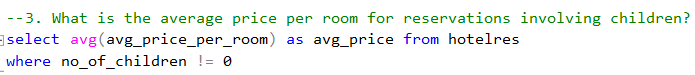 --3. What is the average price per room for reservations involving children?
select avg(avg_price_per_room) as avg_price from hotelres
where no_of_children != 0